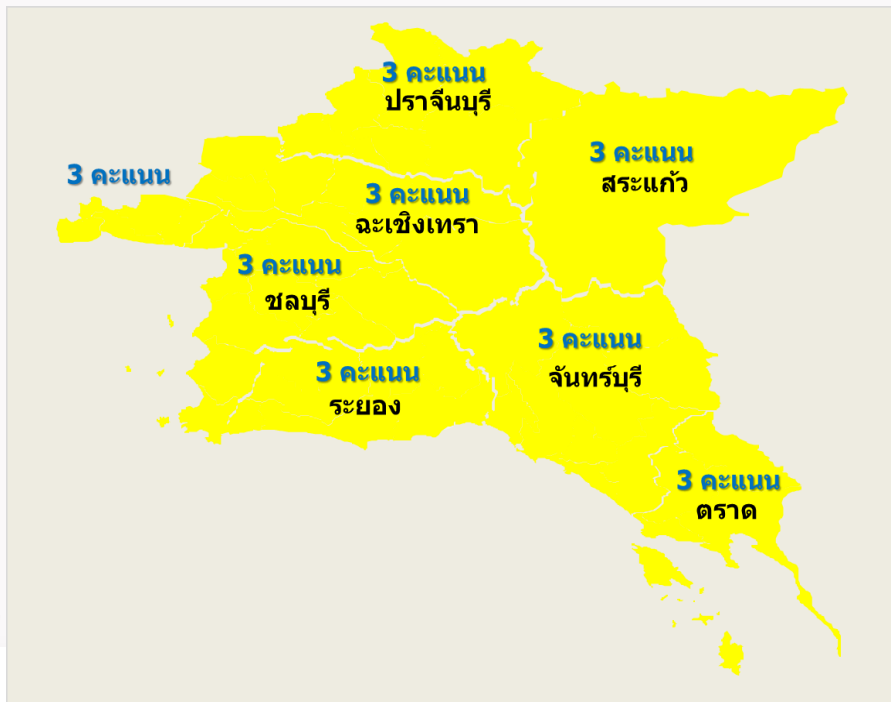 3 คะแนน
ปราจีนบุรี
3 คะแนน
สระแก้ว
3 คะแนน
3 คะแนน
ฉะเชิงเทรา
3 คะแนน
ชลบุรี
3 คะแนน
จันทร์บุรี
3 คะแนน
ระยอง
3 คะแนน
ตราด